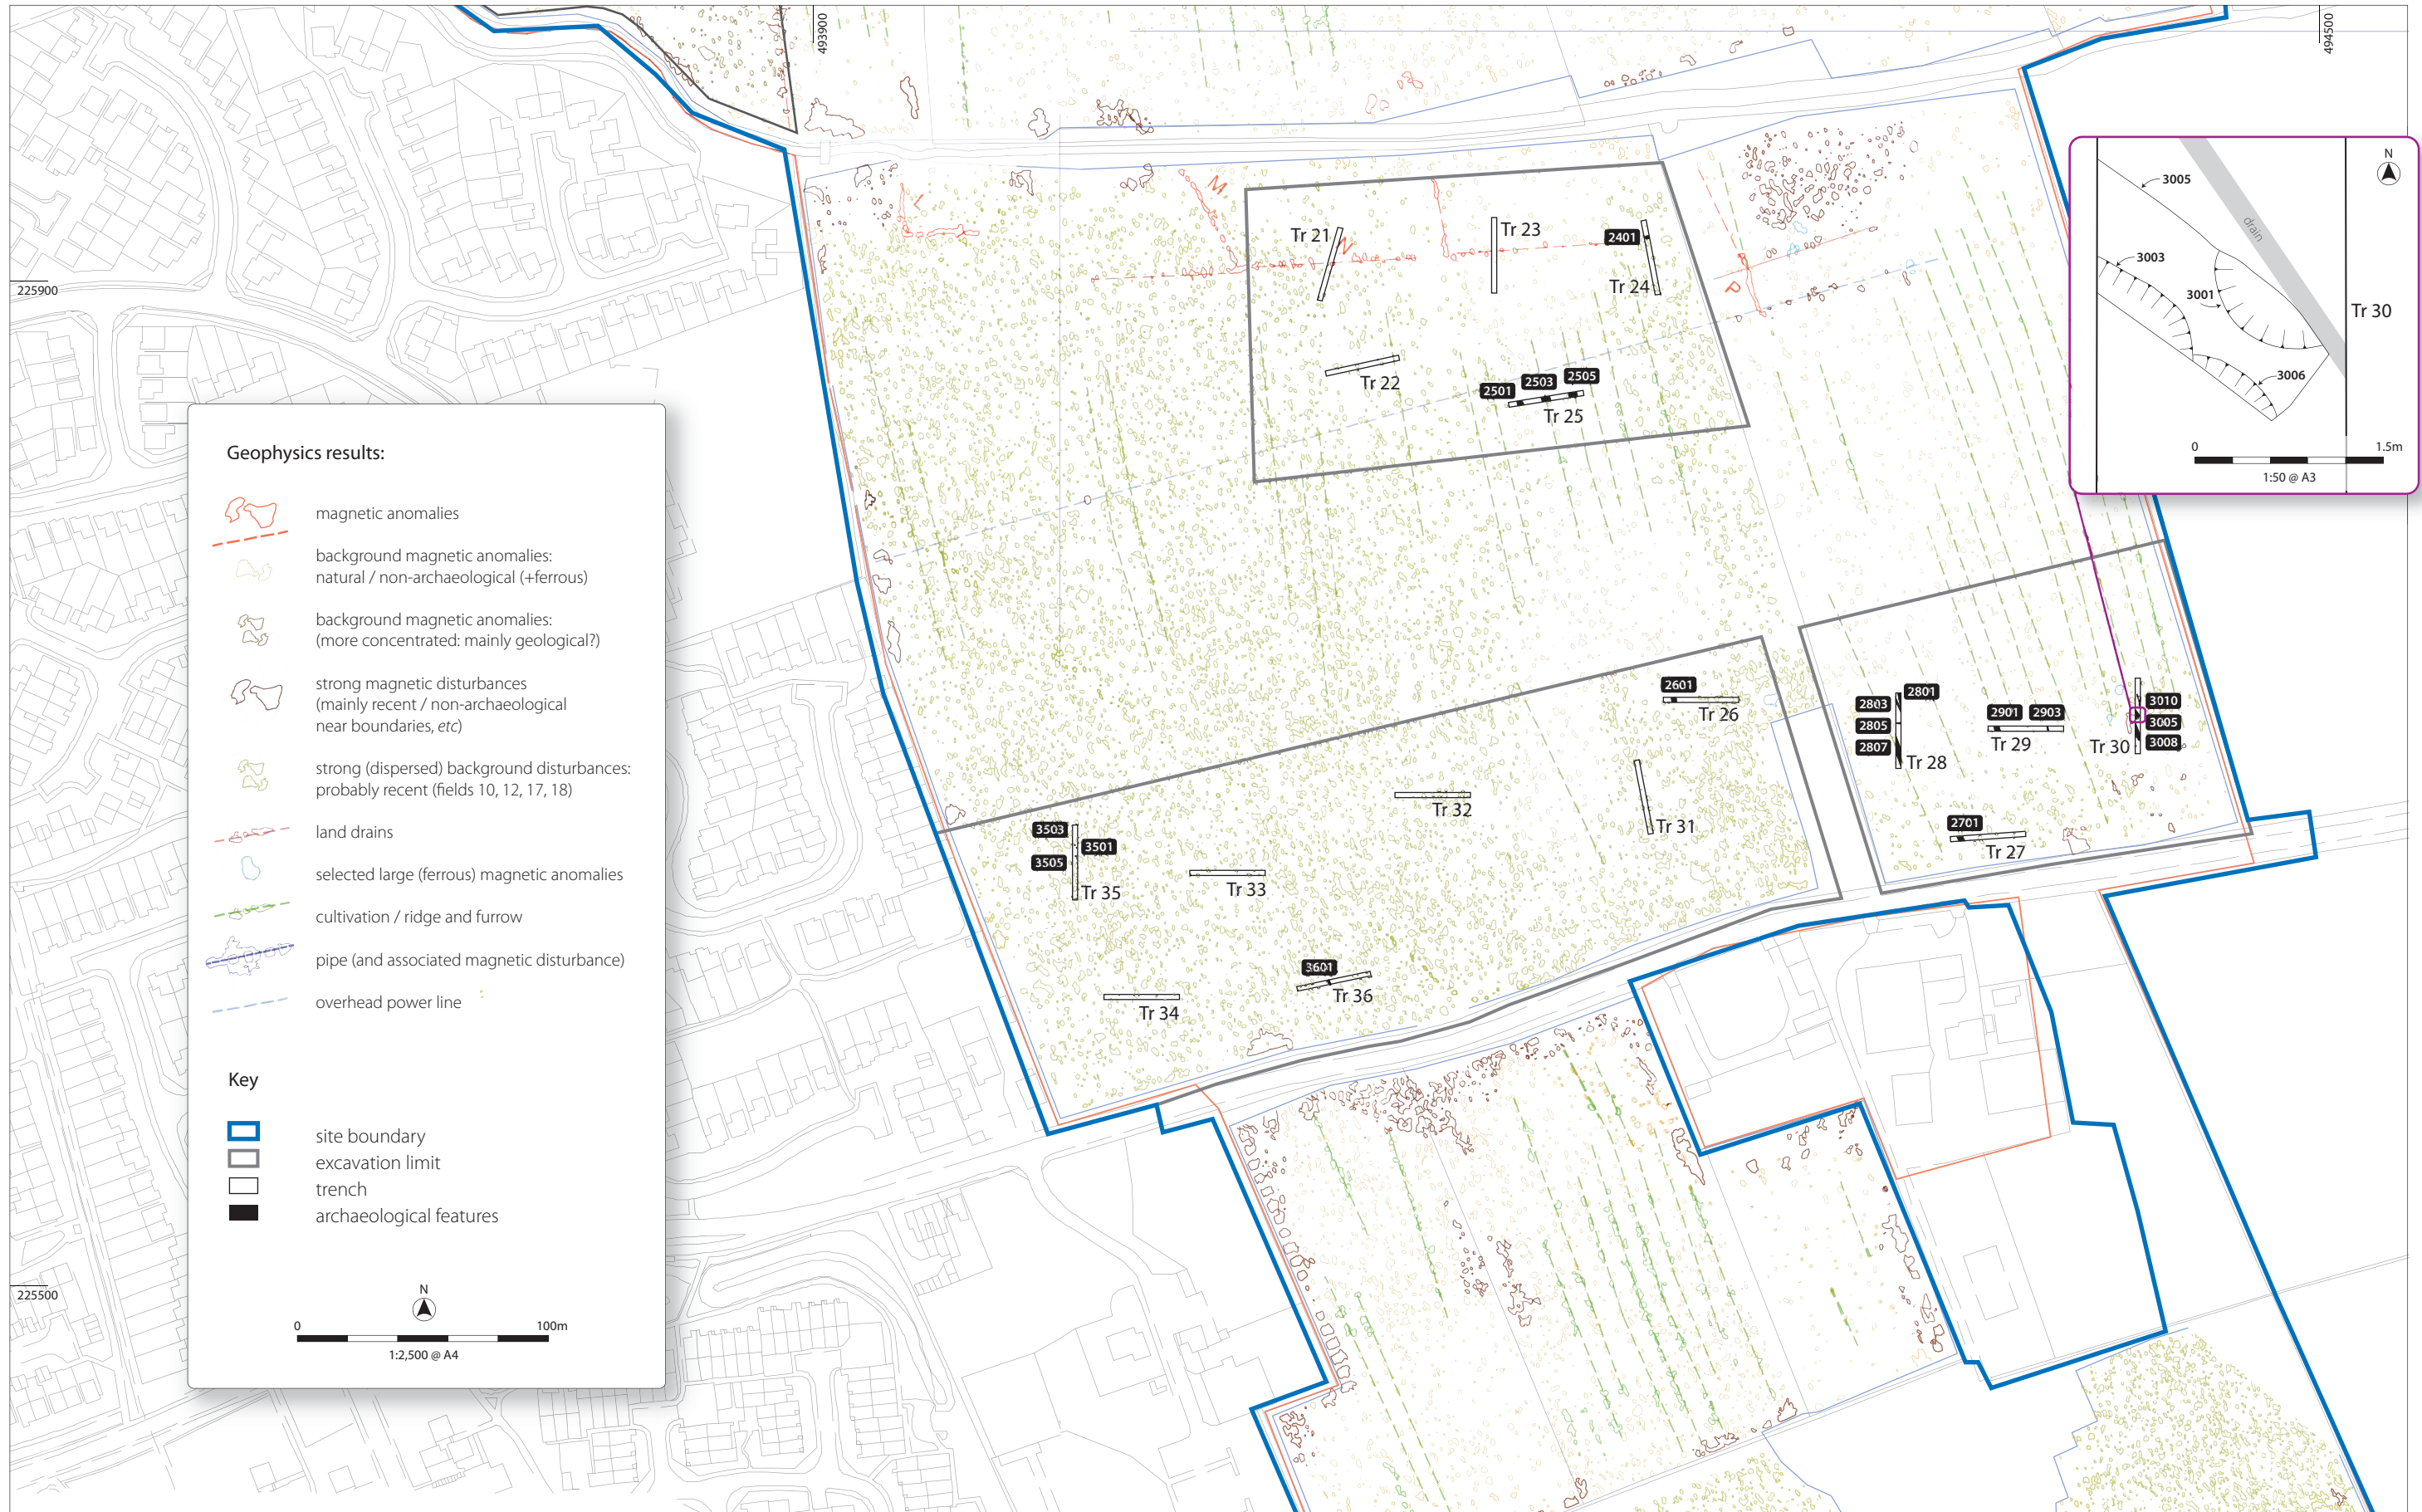 493900
494500
225900
225500
L
M
N
P
Tr 21
Tr 23
2401
Tr 24
Tr 22
2501
2503
2505
Tr 25
2601
Tr 26
2803
2801
2805
2807
Tr 28
2901
2903
Tr 29
3010
3005
3008
Tr 30
2701
Tr 27
Tr 32
Tr 31
3503
3501
3505
Tr 35
Tr 33
3601
Tr 36
Tr 34
N
3005
drain
3003
3001
3006
Tr 30
0
1.5m
1:50 @ A3
Geophysics results:
magnetic anomalies
background magnetic anomalies:
natural / non-archaeological (+ferrous)
background magnetic anomalies:
(more concentrated: mainly geological?)
strong magnetic disturbances
(mainly recent / non-archaeological
near boundaries, etc)
strong (dispersed) background disturbances:
probably recent (fields 10, 12, 17, 18)
land drains
selected large (ferrous) magnetic anomalies
cultivation / ridge and furrow
pipe (and associated magnetic disturbance)
overhead power line
Key
site boundary
excavation limit
trench
archaeological features
N
0
100m
1:2,500 @ A4